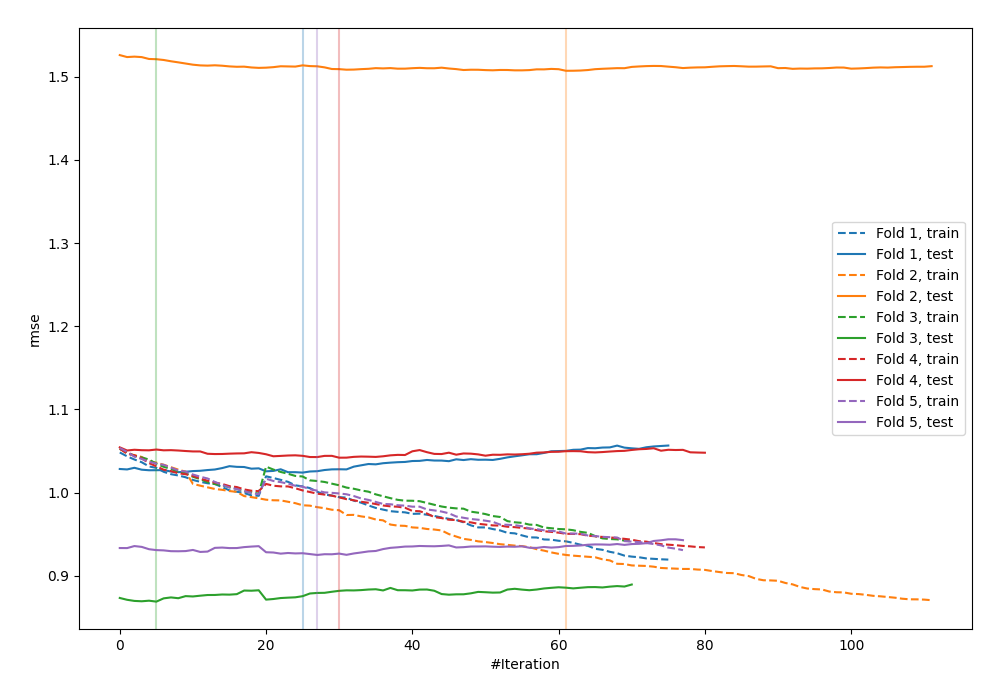 1.5
1.4
1.3
1.2
1.1
1.0
0.9
rmse
0
20
40
60
80
100
#Iteration
Fold 1, train
Fold 1, test
Fold 2, train
Fold 2, test
Fold 3, train
Fold 3, test
Fold 4, train
Fold 4, test
Fold 5, train
Fold 5, test